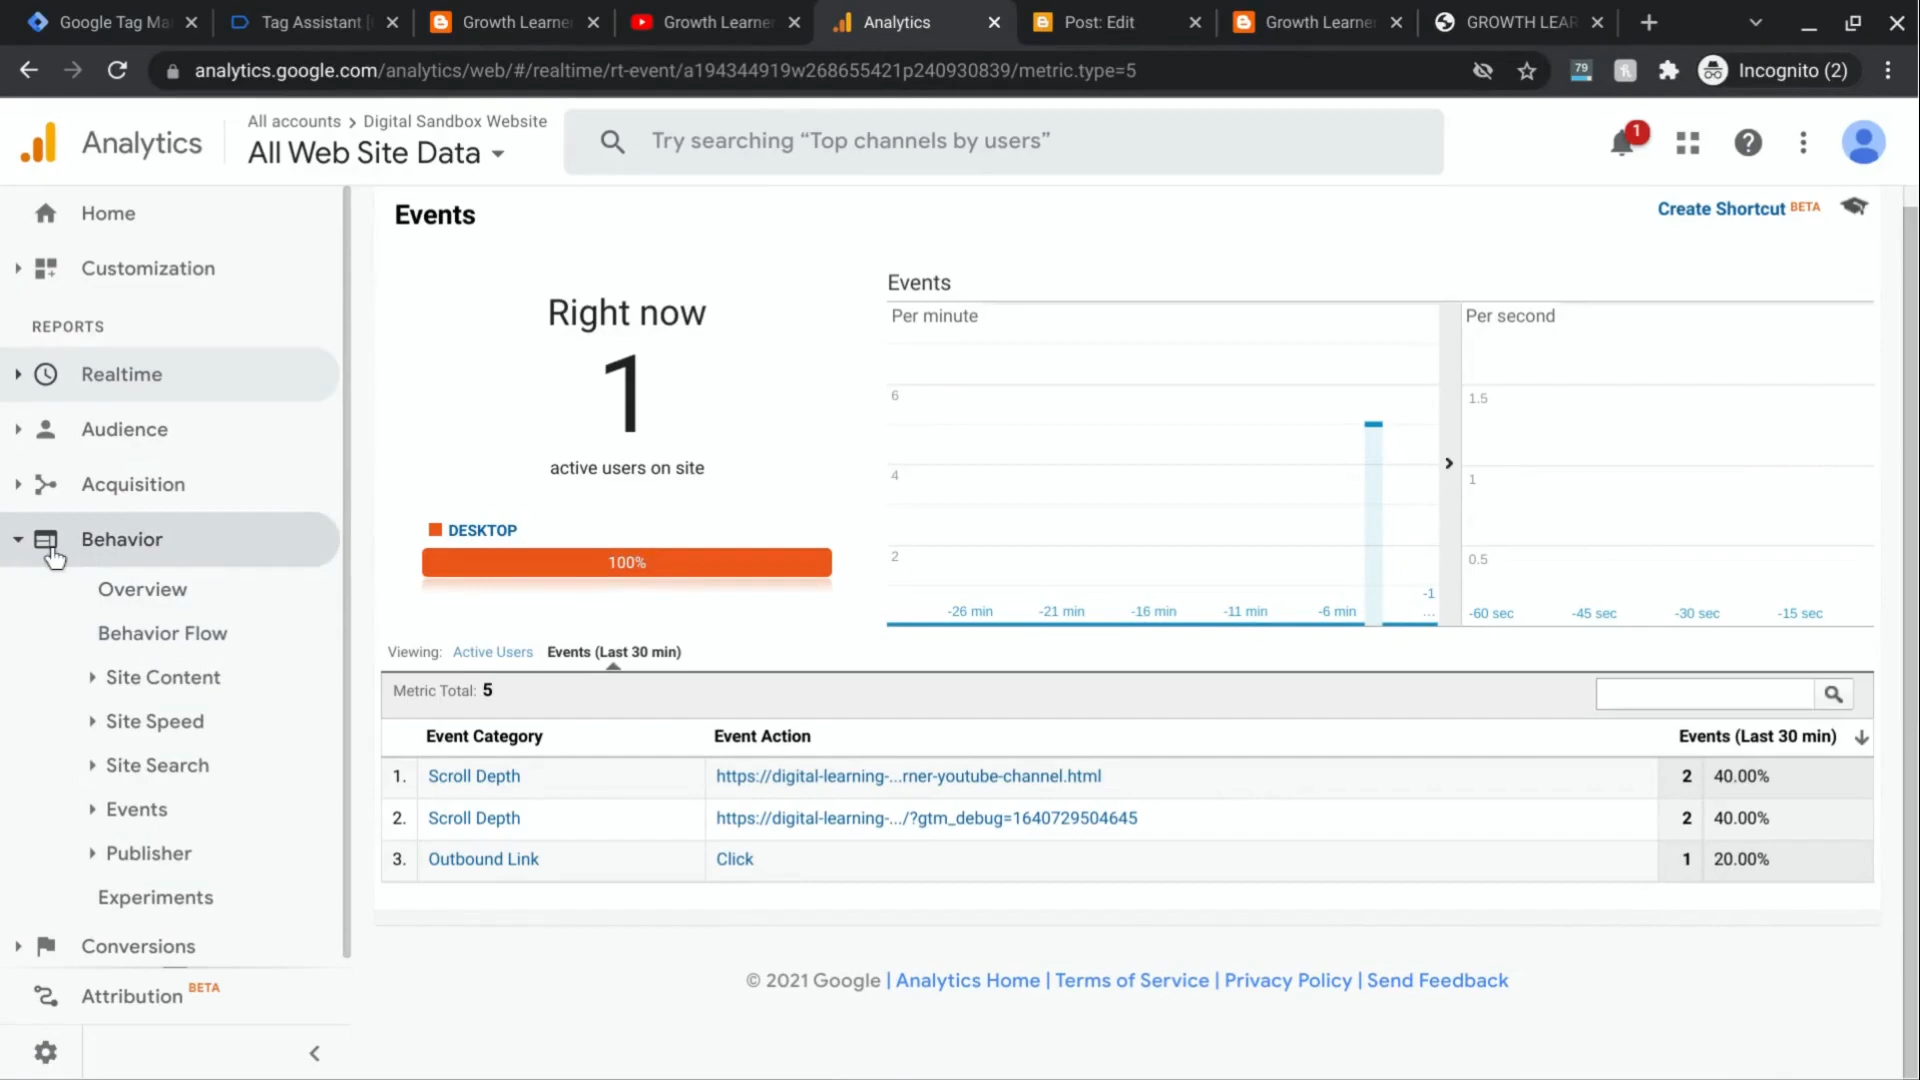 Google Tag Ma
Tag Assistant [
Growth Learne
Growth Learne
Analytics
Post: Edit
Growth Learne
GROWTH LEAR
analytics.google.com/analytics/web/#/realtime/rt-event/a194344919w268655421p240930839/metric.type=5
79
Incognito (2)
Analytics
All accounts > Digital Sandbox Website
All Web Site Data
Try searching “Top channels by users”
1
Home
Customization
REPORTS
Realtime
Audience
Acquisition
Behavior
Overview
Behavior Flow
Site Content
Site Speed
Site Search
Events
Publisher
Experiments
Conversions
Attribution BETA
Events
Create Shortcut BETA
Right now
1
active users on site
DESKTOP
100%
Events
Per minute
6
4
2
-26 min
-21 min
-16 min
-11 min
-6 min
-1
...
Per second
1.5
1
0.5
-60 sec
-45 sec
-30 sec
-15 sec
Viewing: Active Users Events (Last 30 min)
Metric Total: 5
Event Category Event Action Events (Last 30 min)
1. Scroll Depth https://digital-learning-...rner-youtube-channel.html 2 40.00%
2. Scroll Depth https://digital-learning-.../?gtm_debug=1640729504645 2 40.00%
3. Outbound Link Click 1 20.00%
© 2021 Google | Analytics Home | Terms of Service | Privacy Policy | Send Feedback